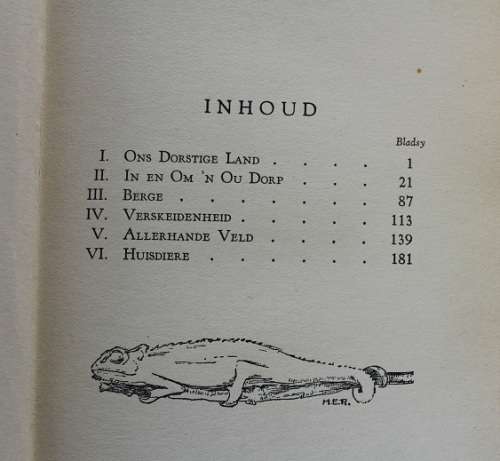 INHOUD
Bladsy
I. Ons Dorstige Land . . . . 1
II. In en Om 'n Ou Dorp . . . . 21
III. Berge . . . . . . . 87
IV. Verskeidenheid . . . . . 113
V. Allerhande Veld . . . . 139
VI. Huisdiere . . . . . . 181
M.E.R.